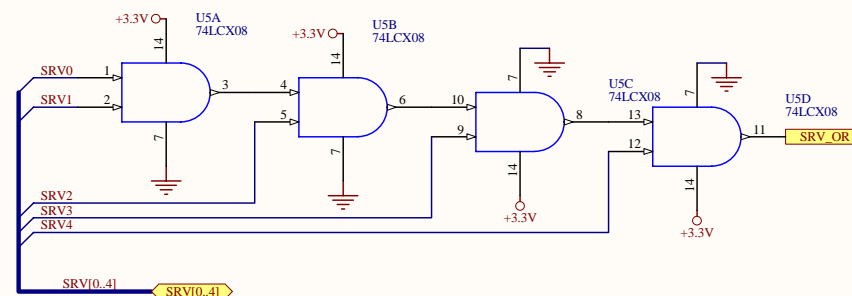 U5A
74LCX08
+3.3V
14
SRV0
1
SRV1
2
3
7
U5B
74LCX08
+3.3V
14
4
5
6
7
7
10
9
8
14
+3.3V
U5C
74LCX08
7
13
12
11
14
+3.3V
U5D
74LCX08
SRV_OR
SRV2
SRV3
SRV4
SRV[0..4]
SRV[0..4]